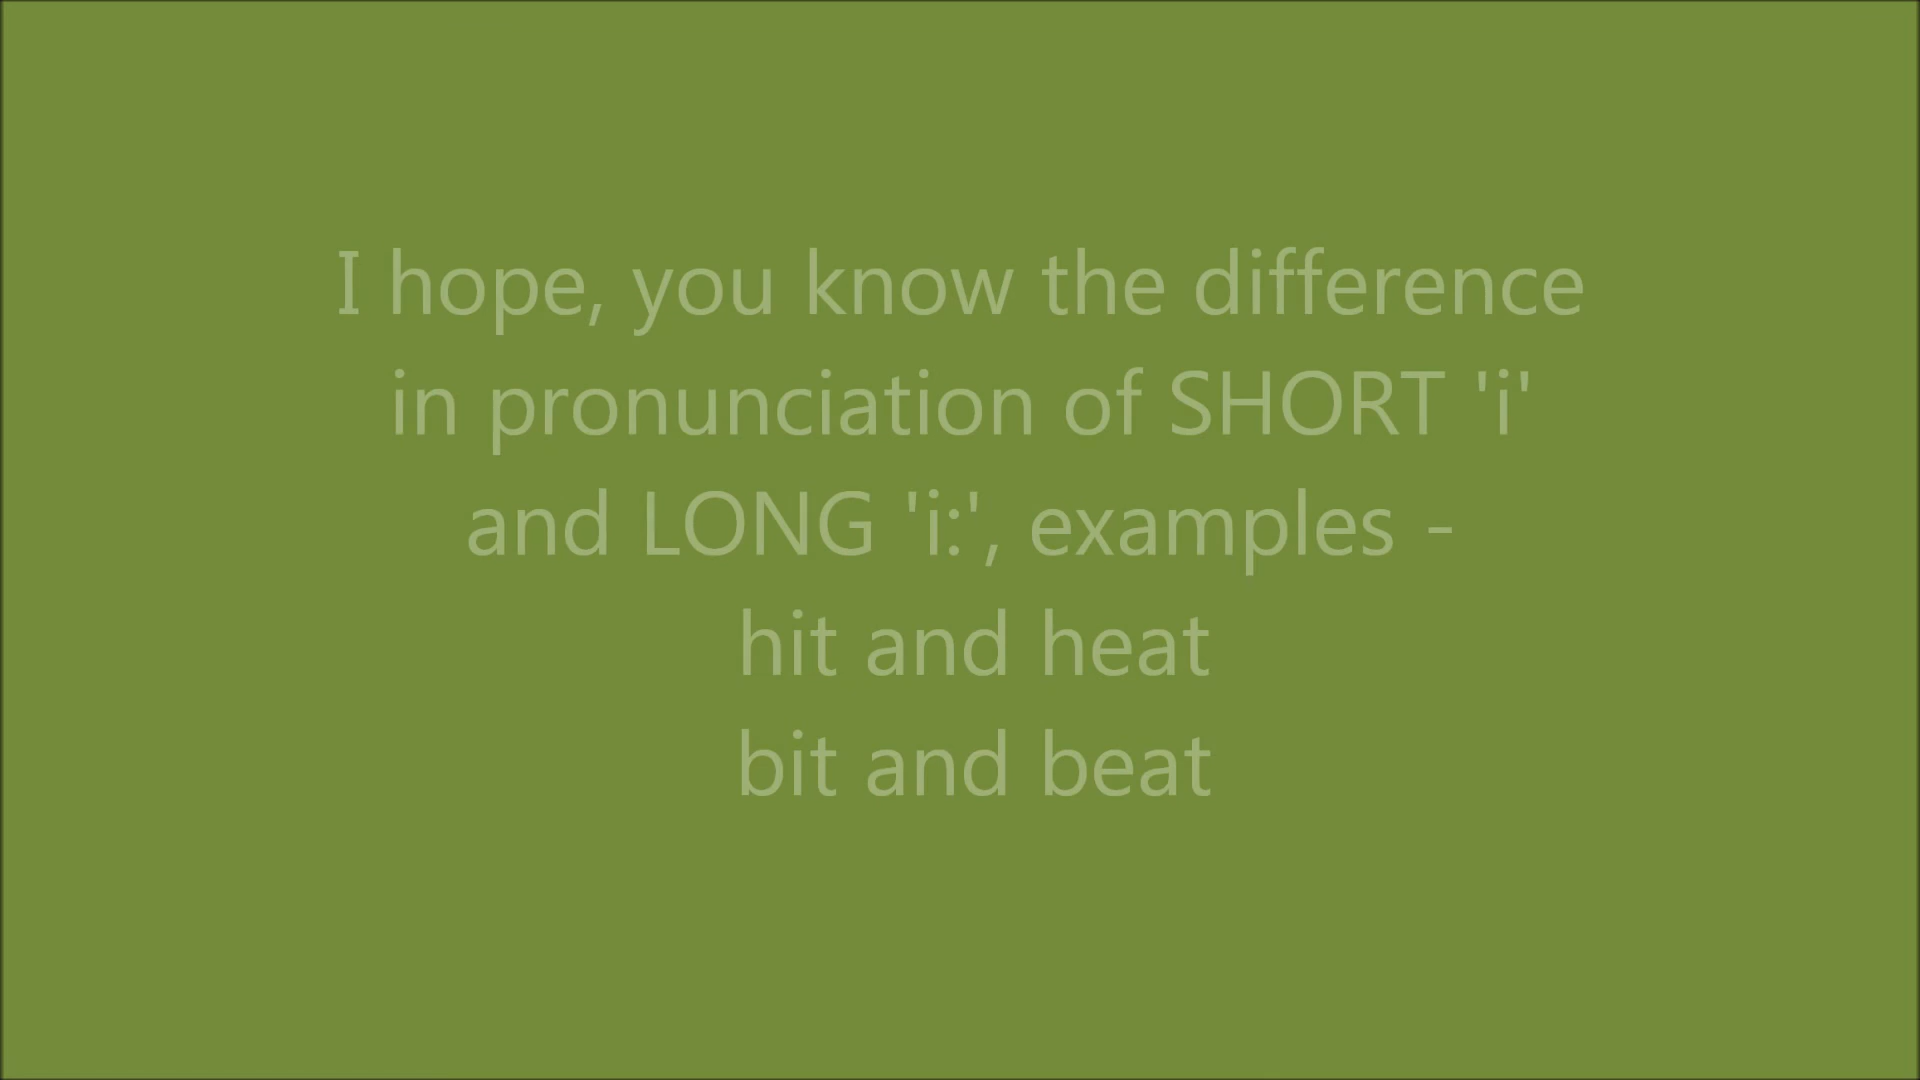 I hope, you know the difference
in pronunciation of SHORT 'i'
and LONG 'i:', examples -
hit and heat
bit and beat